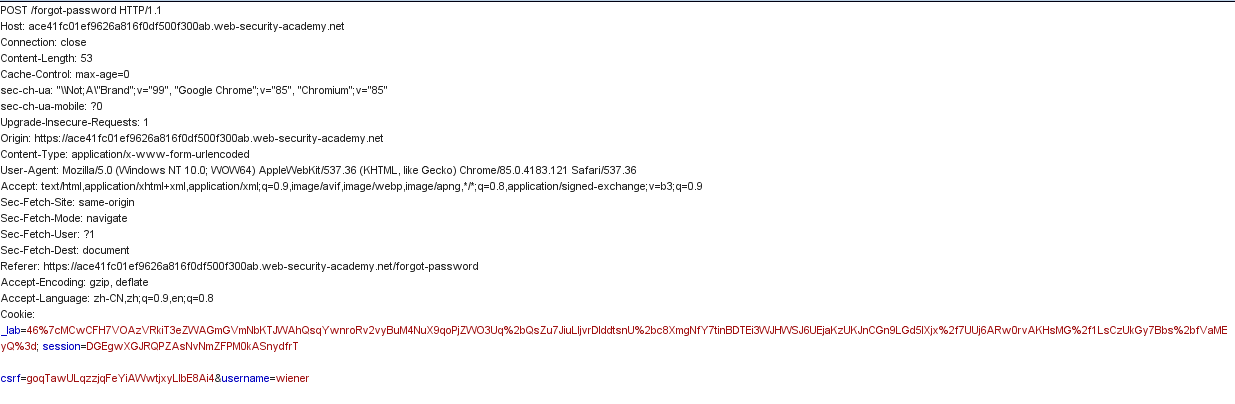 POST /forgot-password HTTP/1.1
Host: ace41fc01ef9626a816f0df500f300ab.web-security-academy.net
Connection: close
Content-Length: 53
Cache-Control: max-age=0
sec-ch-ua: "\\Not;A\"Brand";v="99", "Google Chrome";v="85", "Chromium";v="85"
sec-ch-ua-mobile: ?0
Upgrade-Insecure-Requests: 1
Origin: https://ace41fc01ef9626a816f0df500f300ab.web-security-academy.net
Content-Type: application/x-www-form-urlencoded
User-Agent: Mozilla/5.0 (Windows NT 10.0; WOW64) AppleWebKit/537.36 (KHTML, like Gecko) Chrome/85.0.4183.121 Safari/537.36
Accept: text/html,application/xhtml+xml,application/xml;q=0.9,image/avif,image/webp,image/apng,*/*;q=0.8,application/signed-exchange;v=b3;q=0.9
Sec-Fetch-Site: same-origin
Sec-Fetch-Mode: navigate
Sec-Fetch-User: ?1
Sec-Fetch-Dest: document
Referer: https://ace41fc01ef9626a816f0df500f300ab.web-security-academy.net/forgot-password
Accept-Encoding: gzip, deflate
Accept-Language: zh-CN,zh;q=0.9,en;q=0.8
Cookie:
_lab=46%7cMCwCFH7VOAzVRkiT3eZWAGmGVmNbKTJWAhQsqYwnroRv2vyBuM4NuX9qoPjZWO3Uq%2bQsZu7JiuLIjvrDIddtsnU%2bc8XmgNfY7tinBDTEi3WJHWSJ6UEjaKzUKJnCGn9LGd5IXjx%2f7UUj6ARw0rvAKHsMG%2f1LsCzUkGy7Bbs%2bfVaME
yQ%3d; session=DGEgwXGJRQPZAsNvNmZFPM0kASnydfrT
csrf=goqTawULqzzjqFeYiAWwtjxyLlbE8Ai4&username=wiener